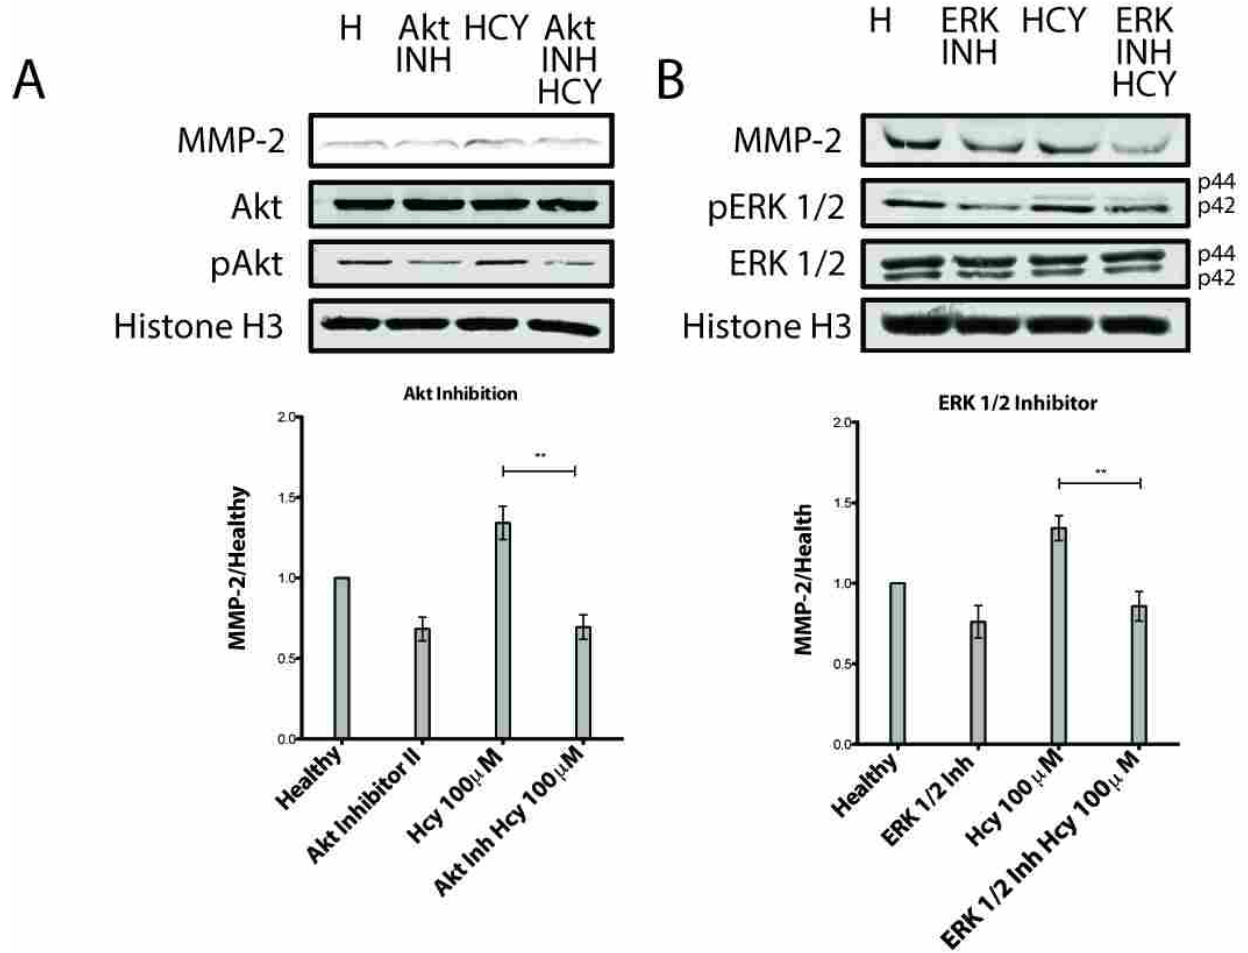 A
H Akt HCY Akt
INH INH
HCY
MMP-2
Akt
pAkt
Histone H3
Akt Inhibition
MMP-2/Healthy
2.0
1.5
1.0
0.5
0.0
**
Healthy
Akt Inhibitor II
Hcy 100µM
Akt Inh Hcy 100µM
B
H ERK HCY ERK
INH INH
HCY
MMP-2
pERK 1/2
p44
p42
ERK 1/2
p44
p42
Histone H3
ERK 1/2 Inhibitor
MMP-2/Health
2.0
1.5
1.0
0.5
0.0
**
Healthy
ERK 1/2 Inh
Hcy 100µM
ERK 1/2 Inh Hcy 100µM